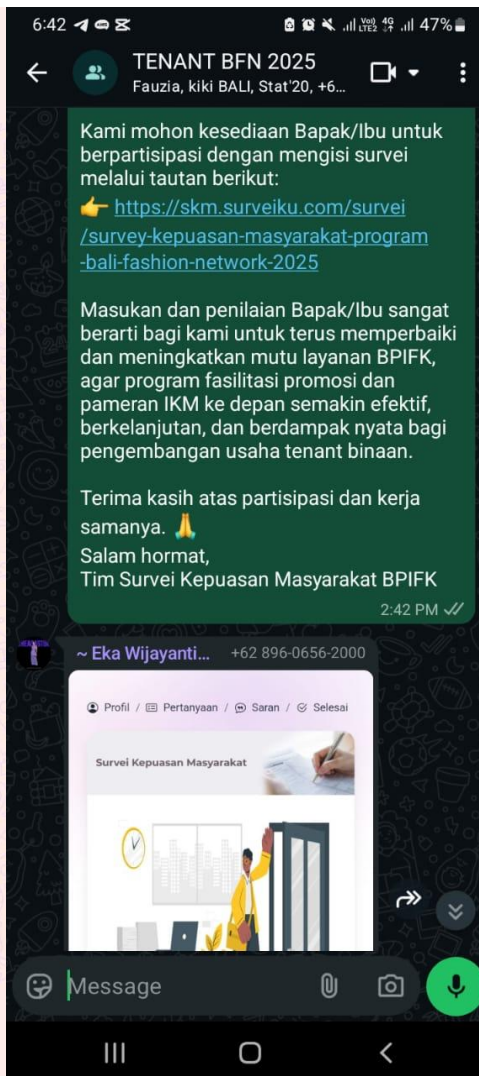 6:42
Vo))
LTE2
4G
47%
TENANT BFN 2025
Fauzia, kiki BALI, Stat'20, +6...
Kami mohon kesediaan Bapak/Ibu untuk
berpartisipasi dengan mengisi survei
melalui tautan berikut:
👉 https://skm.surveiku.com/survei
/survey-kepuasan-masyarakat-program
-bali-fashion-network-2025
Masukan dan penilaian Bapak/Ibu sangat
berarti bagi kami untuk terus memperbaiki
dan meningkatkan mutu layanan BPIFK,
agar program fasilitasi promosi dan
pameran IKM ke depan semakin efektif,
berkelanjutan, dan berdampak nyata bagi
pengembangan usaha tenant binaan.
Terima kasih atas partisipasi dan kerja
samanya. 🙏
Salam hormat,
Tim Survei Kepuasan Masyarakat BPIFK
2:42 PM
~ Eka Wijayanti... +62 896-0656-2000
Profil / Pertanyaan / Saran / Selesai
Survei Kepuasan Masyarakat
Message